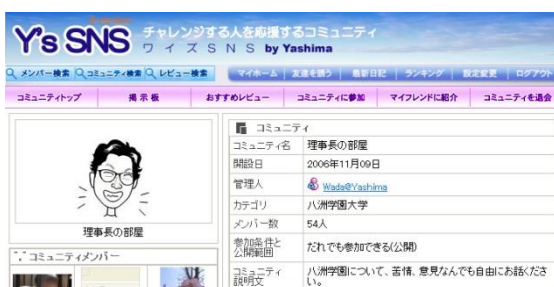 Y's SNS チャレンジする人を応援するコミュニティ
ワイズSNS by Yashima
メンバー検索 コミュニティ検索 レビュー検索 マイホーム 友達を誘う 最新日記 ランキング 設定変更 ログアウト
コミュニティトップ 掲示板 おすすめレビュー コミュニティに参加 マイフレンドに紹介 コミュニティを退会
コミュニティ
コミュニティ名 理事長の部屋
開設日 2006年11月09日
管理人 Wada@Yashima
カテゴリ 八洲学園大学
メンバー数 54人
参加条件と
公開範囲 だれでも参加できる(公開)
コミュニティ
説明文 八洲学園について、苦情、意見なんでも自由にお話くださ
い。
理事長の部屋
コミュニティメンバー